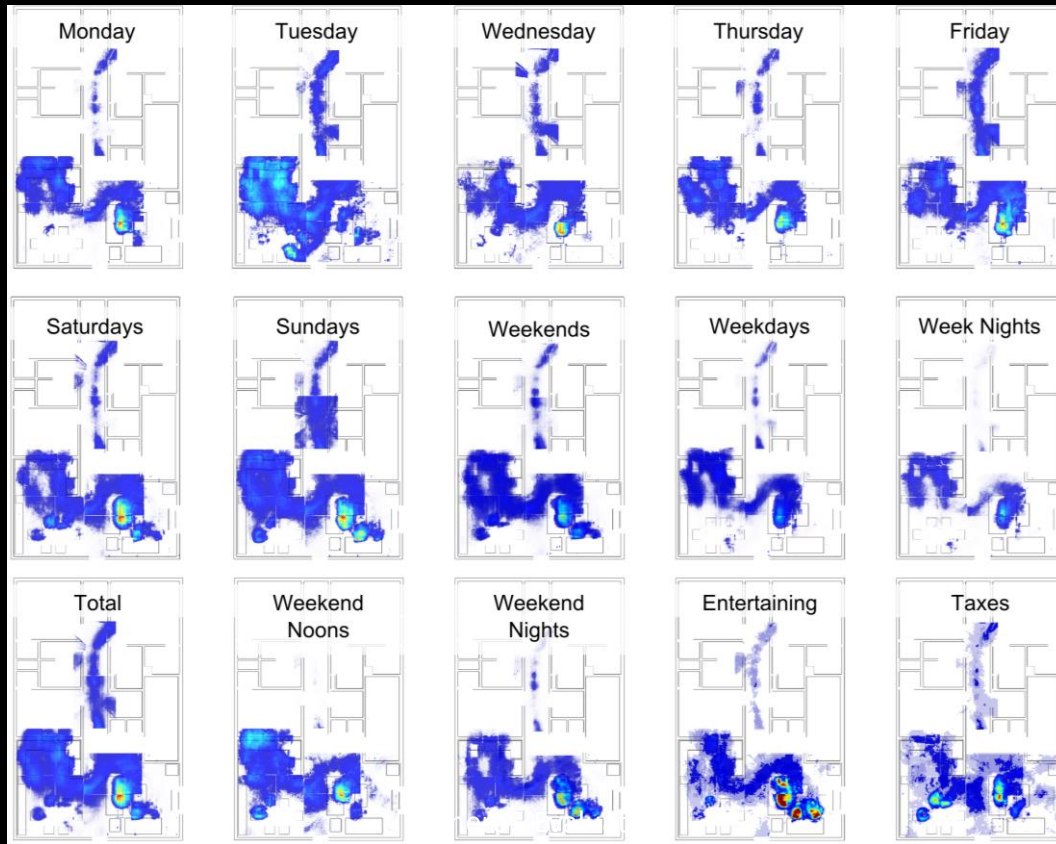 Monday
Tuesday
Wednesday
Thursday
Friday
Saturdays
Sundays
Weekends
Weekdays
Week Nights
Total
Weekend
Noons
Weekend
Nights
Entertaining
Taxes